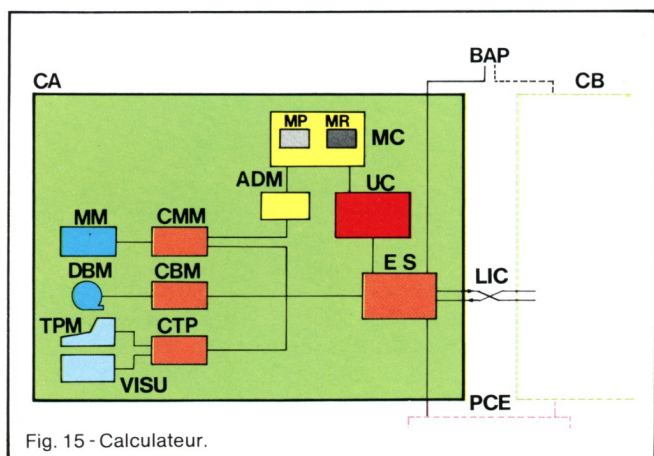 BAP
CA
CB
MP MR
MC
ADM
UC
MM
CMM
DBM
CBM
E S
LIC
TPM
CTP
VISU
PCE
Fig. 15 - Calculateur.